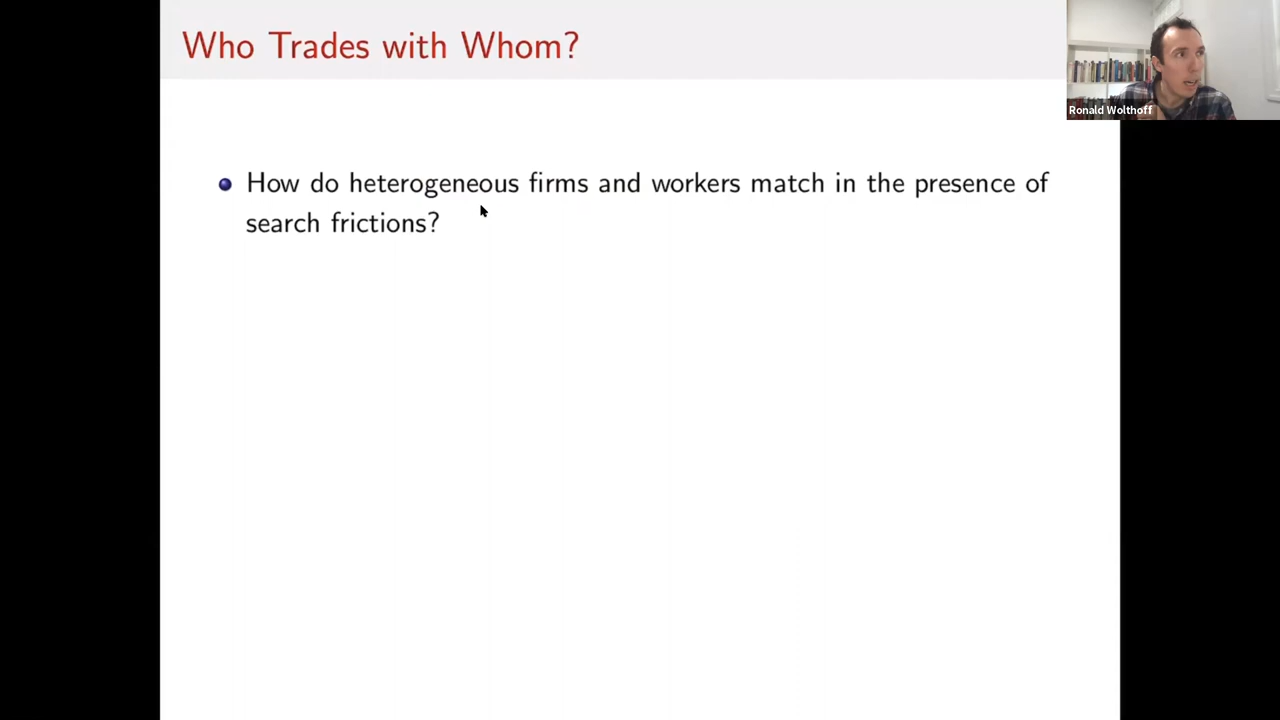 Who Trades with Whom?
Ronald Wolthoff
How do heterogeneous firms and workers match in the presence of
search frictions?